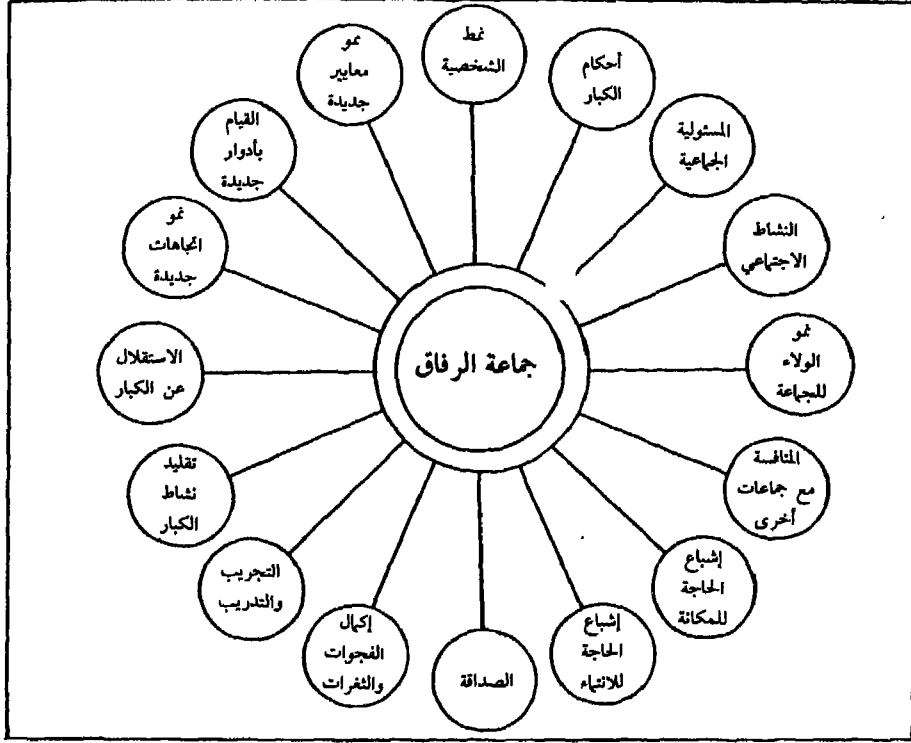 نمط
الشخصية
أحكام
الكبار
المسئولية
الجماعية
النشاط
الاجتماعي
نمو
الولاء
للجماعة
المنافسة
مع جماعات
أخرى
إشباع
الحاجة
للمكانة
إشباع
الحاجة
للانتماء
الصداقة
إكمال
الفجوات
والثغرات
التجريب
والتدريب
تقليد
نشاط
الكبار
الاستقلال
عن الكبار
نمو
اتجاهات
جديدة
القيام
بأدوار
جديدة
نمو
معايير
جديدة
جماعة الرفاق